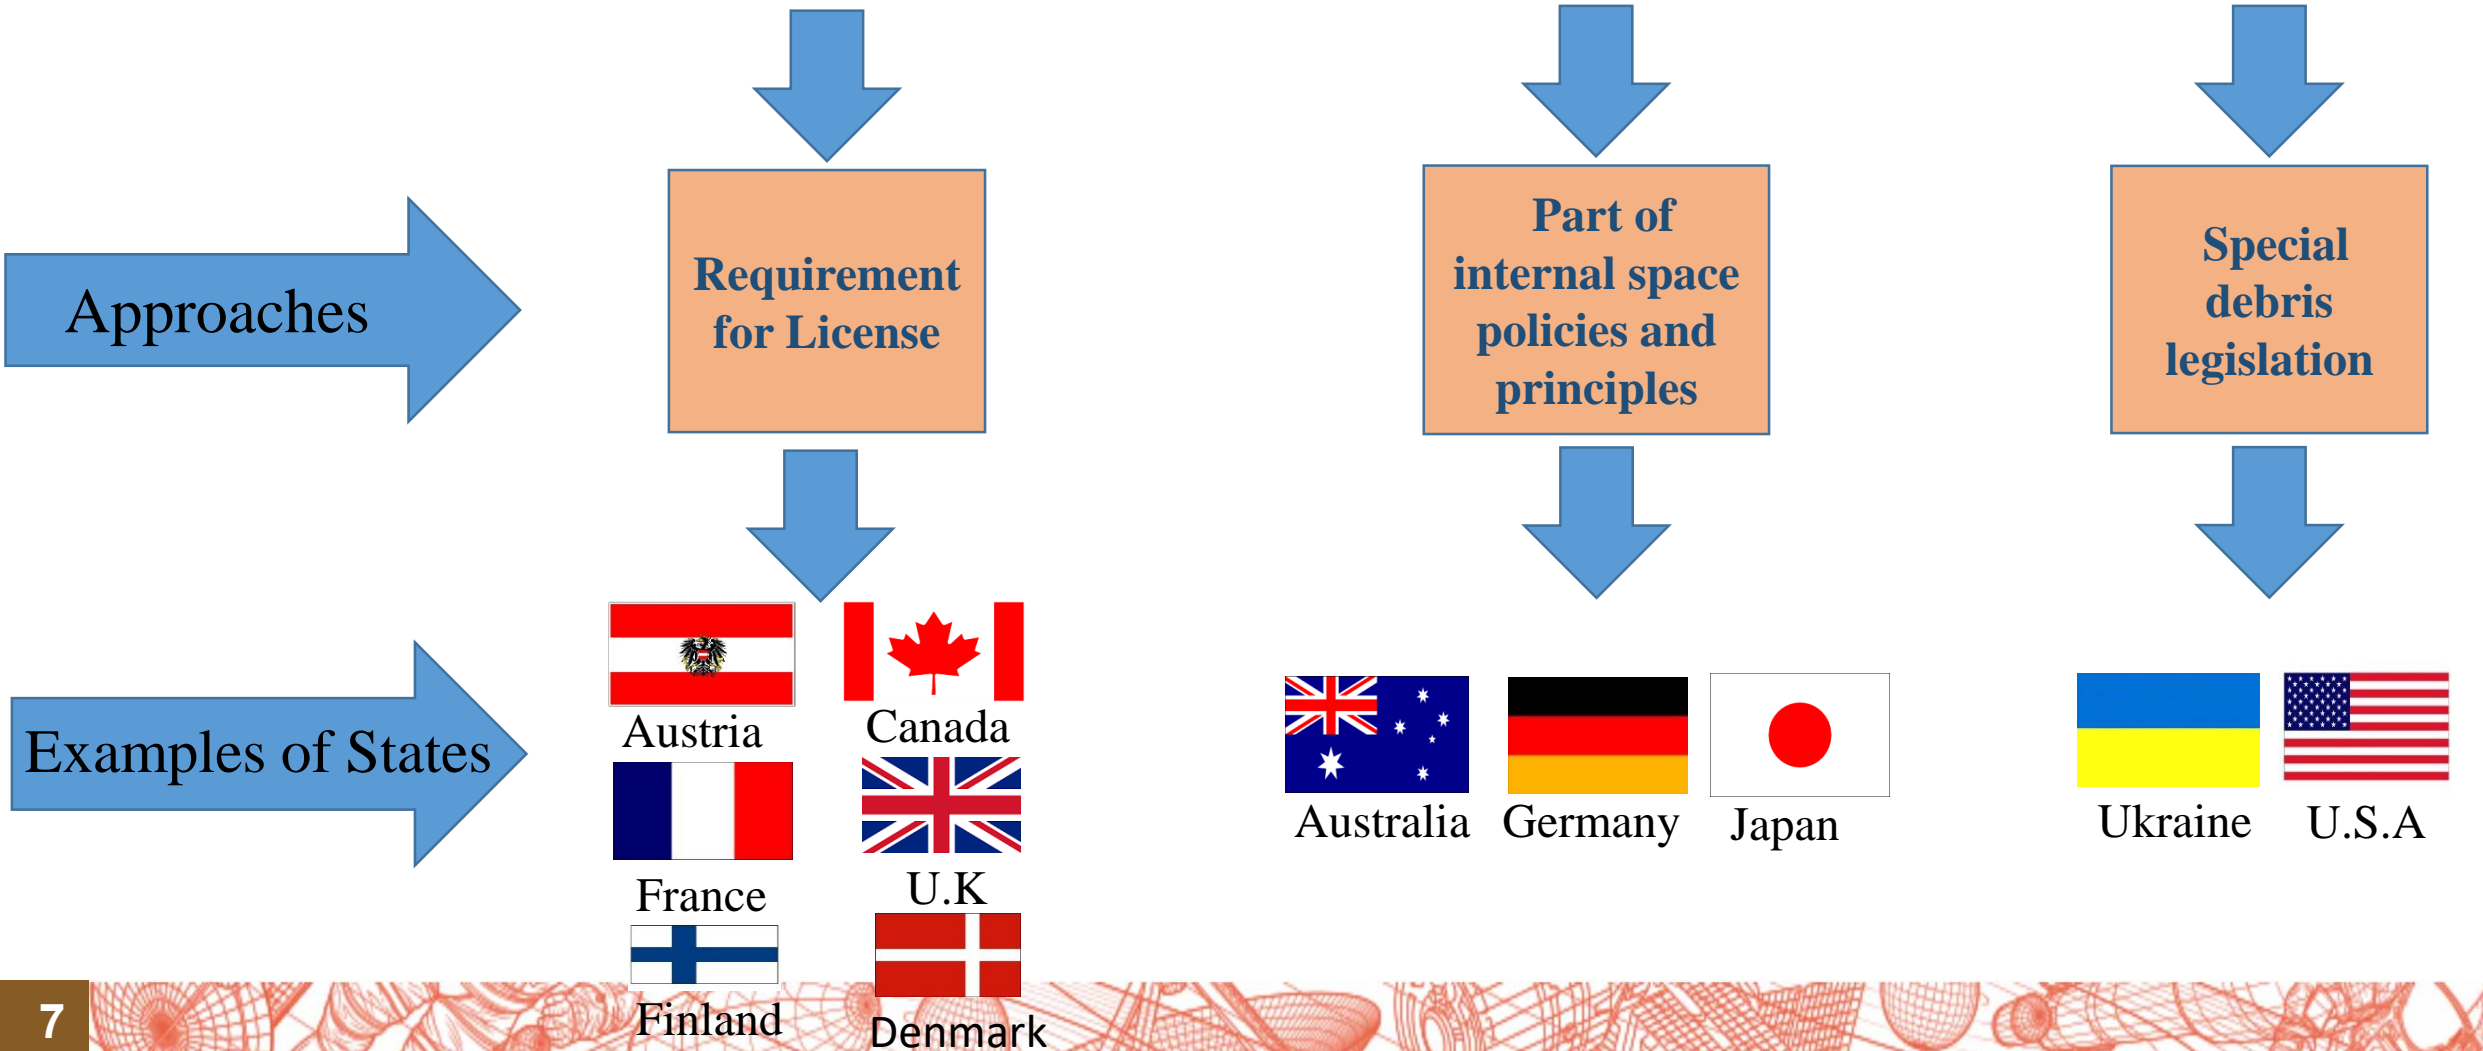 Approaches
Requirement
for License
Part of
internal space
policies and
principles
Special
debris
legislation
Examples of States
Austria
Canada
France
U.K
Finland
Denmark
Australia
Germany
Japan
Ukraine
U.S.A
7